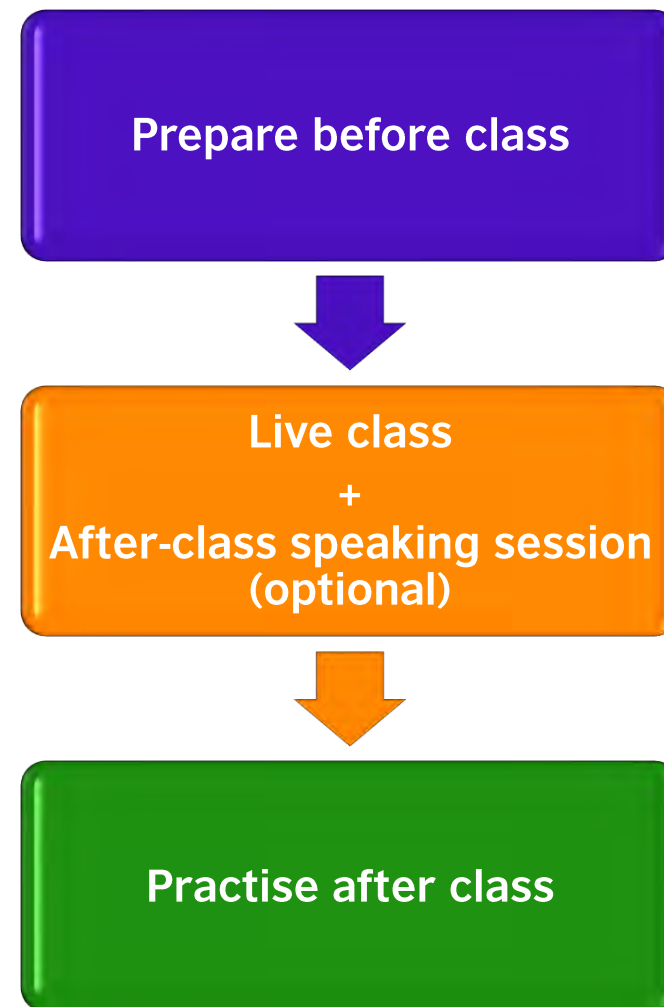 Prepare before class
Live class
+
After-class speaking session
(optional)
Practise after class